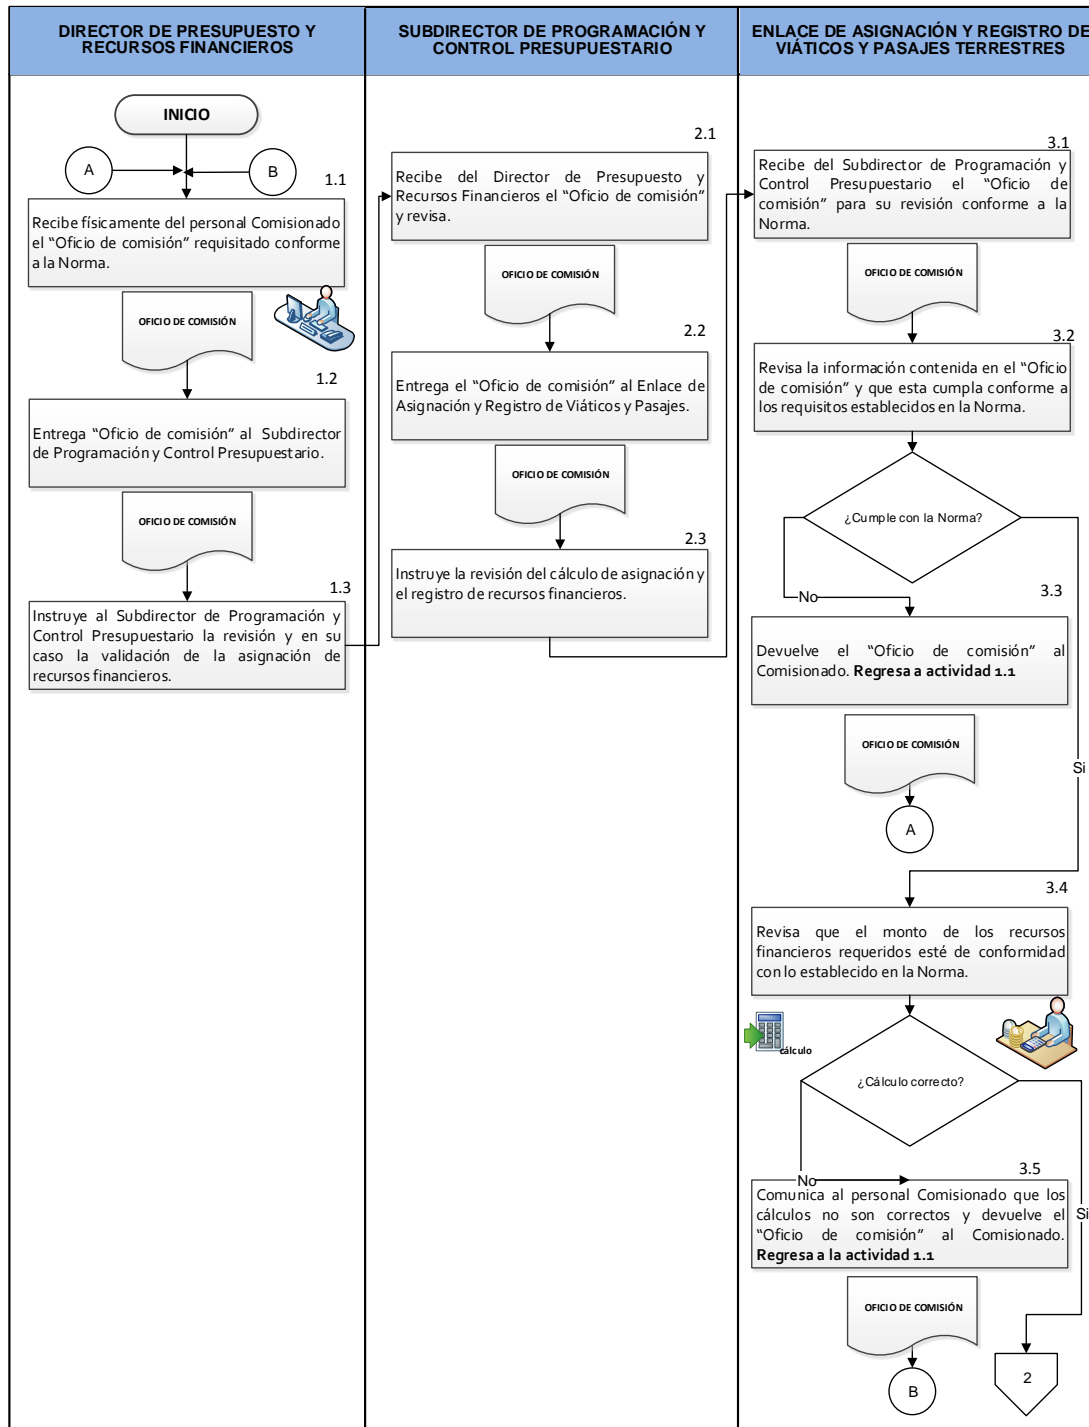 DIRECTOR DE PRESUPUESTO Y
RECURSOS FINANCIEROS
INICIO
A
B
1.1
Recibe físicamente del personal Comisionado
el “Oficio de comisión” requisitado conforme
a la Norma.
OFICIO DE COMISIÓN
1.2
Entrega “Oficio de comisión” al Subdirector
de Programación y Control Presupuestario.
OFICIO DE COMISIÓN
1.3
Instruye al Subdirector de Programación y
Control Presupuestario la revisión y en su
caso la validación de la asignación de
recursos financieros.
SUBDIRECTOR DE PROGRAMACIÓN Y
CONTROL PRESUPUESTARIO
2.1
Recibe del Director de Presupuesto y
Recursos Financieros el “Oficio de comisión”
y revisa.
OFICIO DE COMISIÓN
2.2
Entrega el “Oficio de comisión” al Enlace de
Asignación y Registro de Viáticos y Pasajes.
OFICIO DE COMISIÓN
2.3
Instruye la revisión del cálculo de asignación y
el registro de recursos financieros.
ENLACE DE ASIGNACIÓN Y REGISTRO DE
VIÁTICOS Y PASAJES TERRESTRES
3.1
Recibe del Subdirector de Programación y
Control Presupuestario el “Oficio de
comisión” para su revisión conforme a la
Norma.
OFICIO DE COMISIÓN
3.2
Revisa la información contenida en el “Oficio
de comisión” y que esta cumpla conforme a
los requisitos establecidos en la Norma.
¿Cumple con la Norma?
No
3.3
Devuelve el “Oficio de comisión” al
Comisionado. Regresa a actividad 1.1
OFICIO DE COMISIÓN
Si
A
3.4
Revisa que el monto de los recursos
financieros requeridos esté de conformidad
con lo establecido en la Norma.
cálculo
¿Cálculo correcto?
No
3.5
Comunica al personal Comisionado que los
cálculos no son correctos y devuelve el
“Oficio de comisión” al Comisionado.
Regresa a la actividad 1.1
Si
OFICIO DE COMISIÓN
B
2